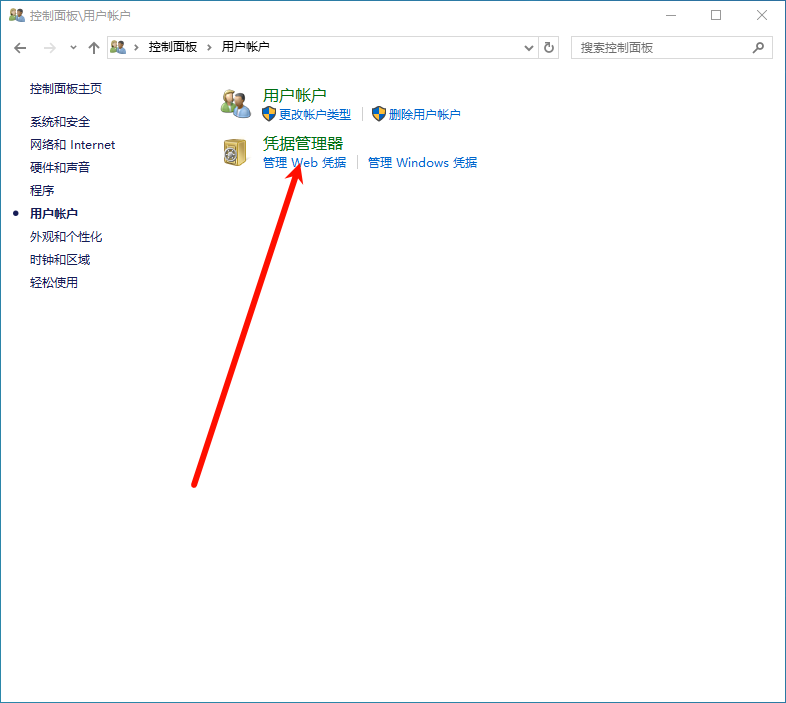 控制面板\用户帐户
控制面板 用户帐户
搜索控制面板
控制面板主页
系统和安全
网络和 Internet
硬件和声音
程序
用户帐户
外观和个性化
时钟和区域
轻松使用
用户帐户
更改帐户类型 删除用户帐户
凭据管理器
管理 Web 凭据 管理 Windows 凭据